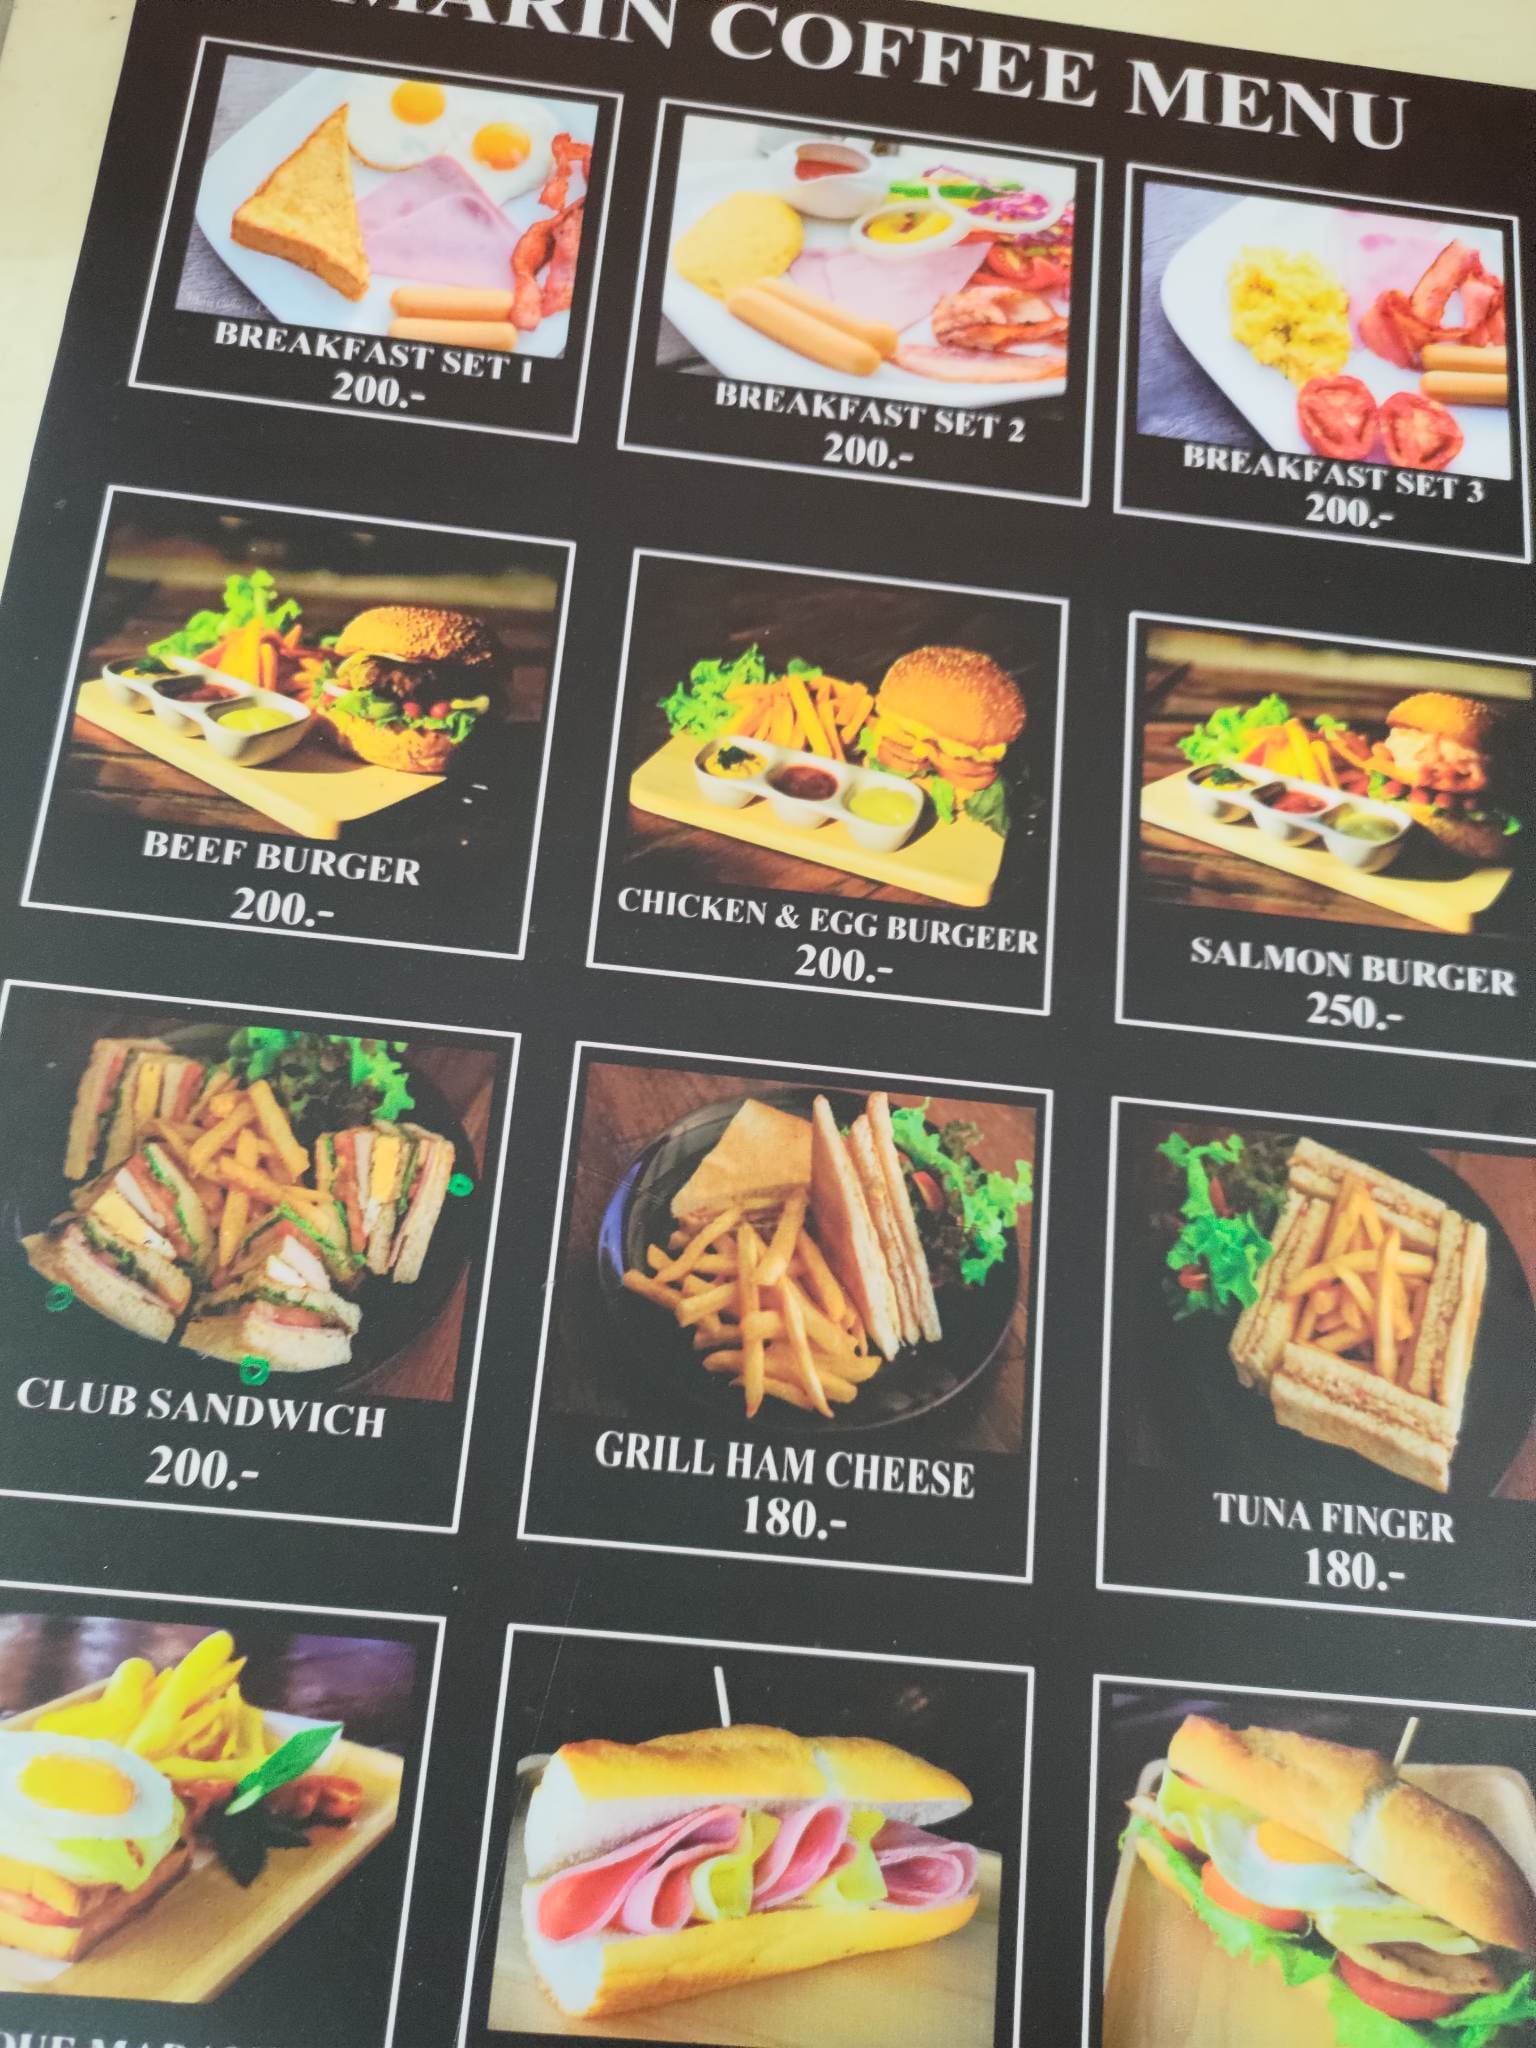 COFFEE MENU
BREAKFAST SET 1
200.-
BREAKFAST SET 2
200.-
BREAKFAST SET 3
200.-
BEEF BURGER
200.-
CHICKEN & EGG BURGEER
200.-
SALMON BURGER
250.-
CLUB SANDWICH
200.-
GRILL HAM CHEESE
180.-
TUNA FINGER
180.-